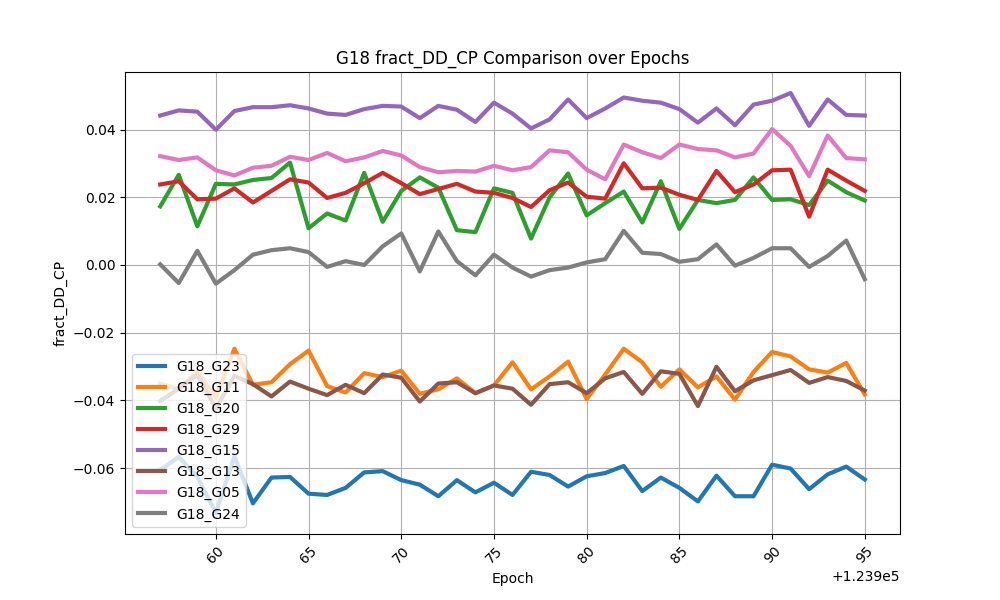 G18 fract_DD_CP Comparison over Epochs
fract_DD_CP
0.04
0.02
0.00
−0.02
−0.04
−0.06
G18_G23
G18_G11
G18_G20
G18_G29
G18_G15
G18_G13
G18_G05
G18_G24
60 65 70 75 80 85 90 95
+1.239e5
Epoch